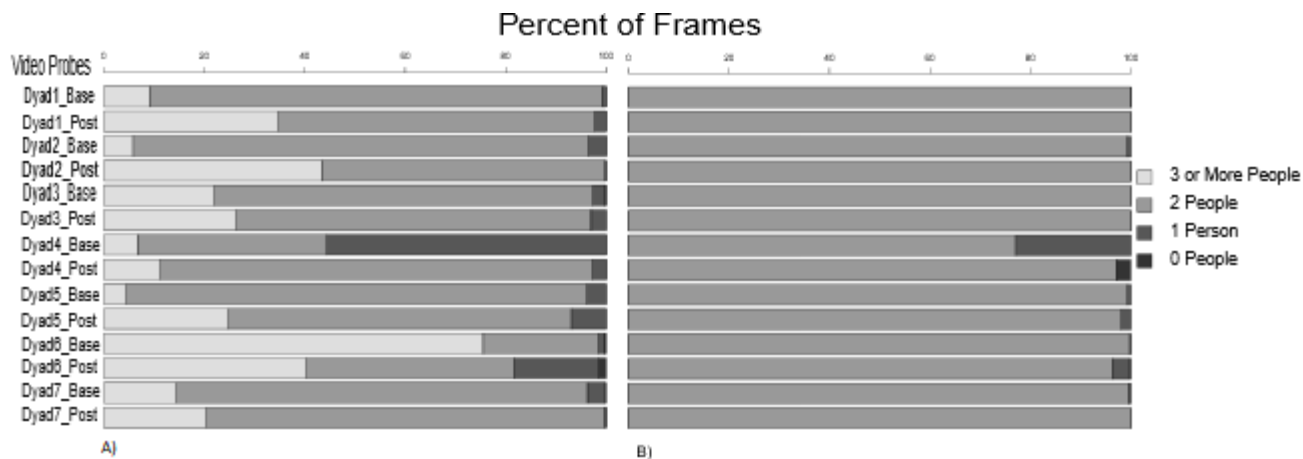 Percent of Frames
Video Probes
0 20 40 60 80 100
0 20 40 60 80 100
Dyad1_Base
Dyad1_Post
Dyad2_Base
Dyad2_Post
Dyad3_Base
Dyad3_Post
Dyad4_Base
Dyad4_Post
Dyad5_Base
Dyad5_Post
Dyad6_Base
Dyad6_Post
Dyad7_Base
Dyad7_Post
3 or More People
2 People
1 Person
0 People
A)
B)